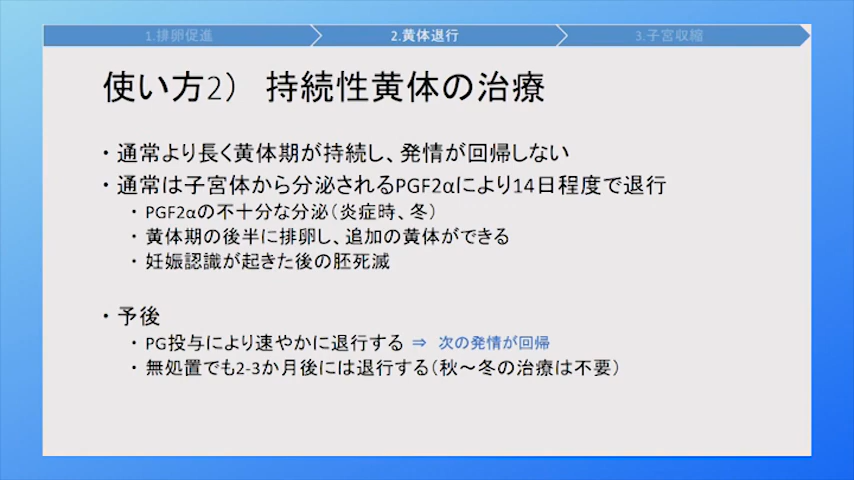 1.排卵促進
2.黄体退行
3.子宮収縮
使い方2） 持続性黄体の治療
・通常より長く黄体期が持続し、発情が回帰しない
・通常は子宮体から分泌されるPGF2αにより14日程度で退行
・PGF2αの不十分な分泌（炎症時、冬）
・黄体期の後半に排卵し、追加の黄体ができる
・妊娠認識が起きた後の胚死滅
・予後
・PG投与により速やかに退行する ⇒ 次の発情が回帰
・無処置でも2-3か月後には退行する（秋～冬の治療は不要）